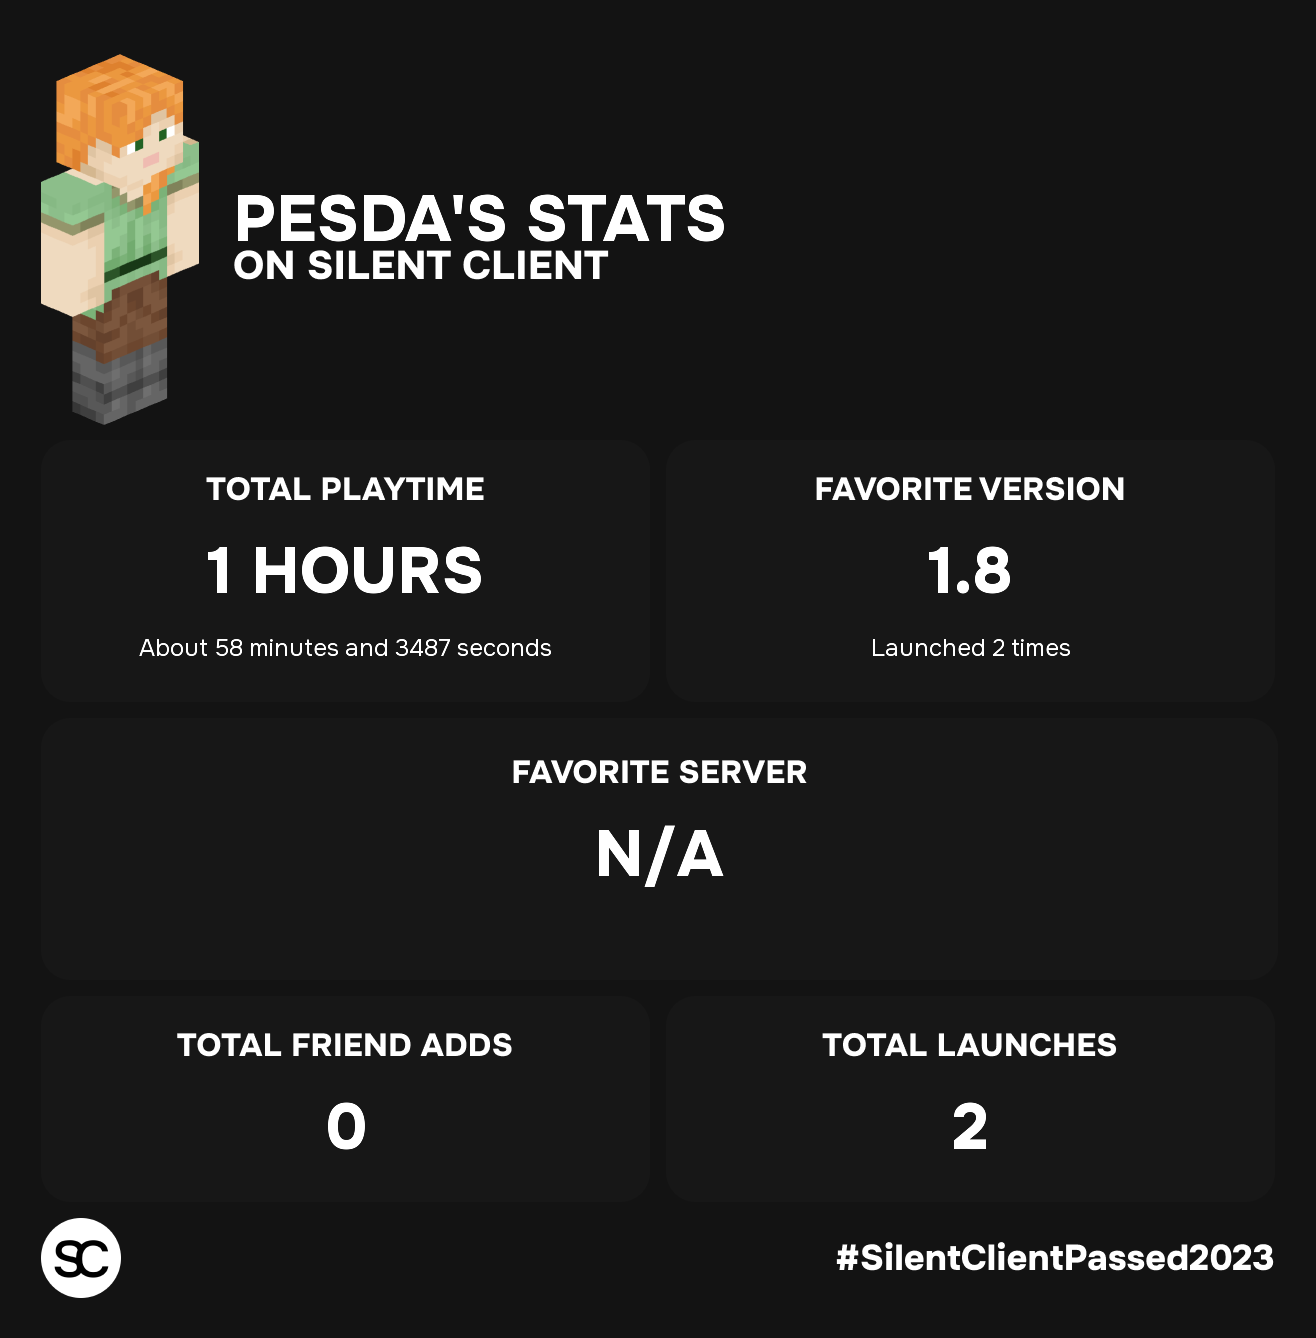 PESDA'S STATS
ON SILENT CLIENT
TOTAL PLAYTIME
1 HOURS
About 58 minutes and 3487 seconds
FAVORITE VERSION
1.8
Launched 2 times
FAVORITE SERVER
N/A
TOTAL FRIEND ADDS
0
TOTAL LAUNCHES
2
SC
#SilentClientPassed2023